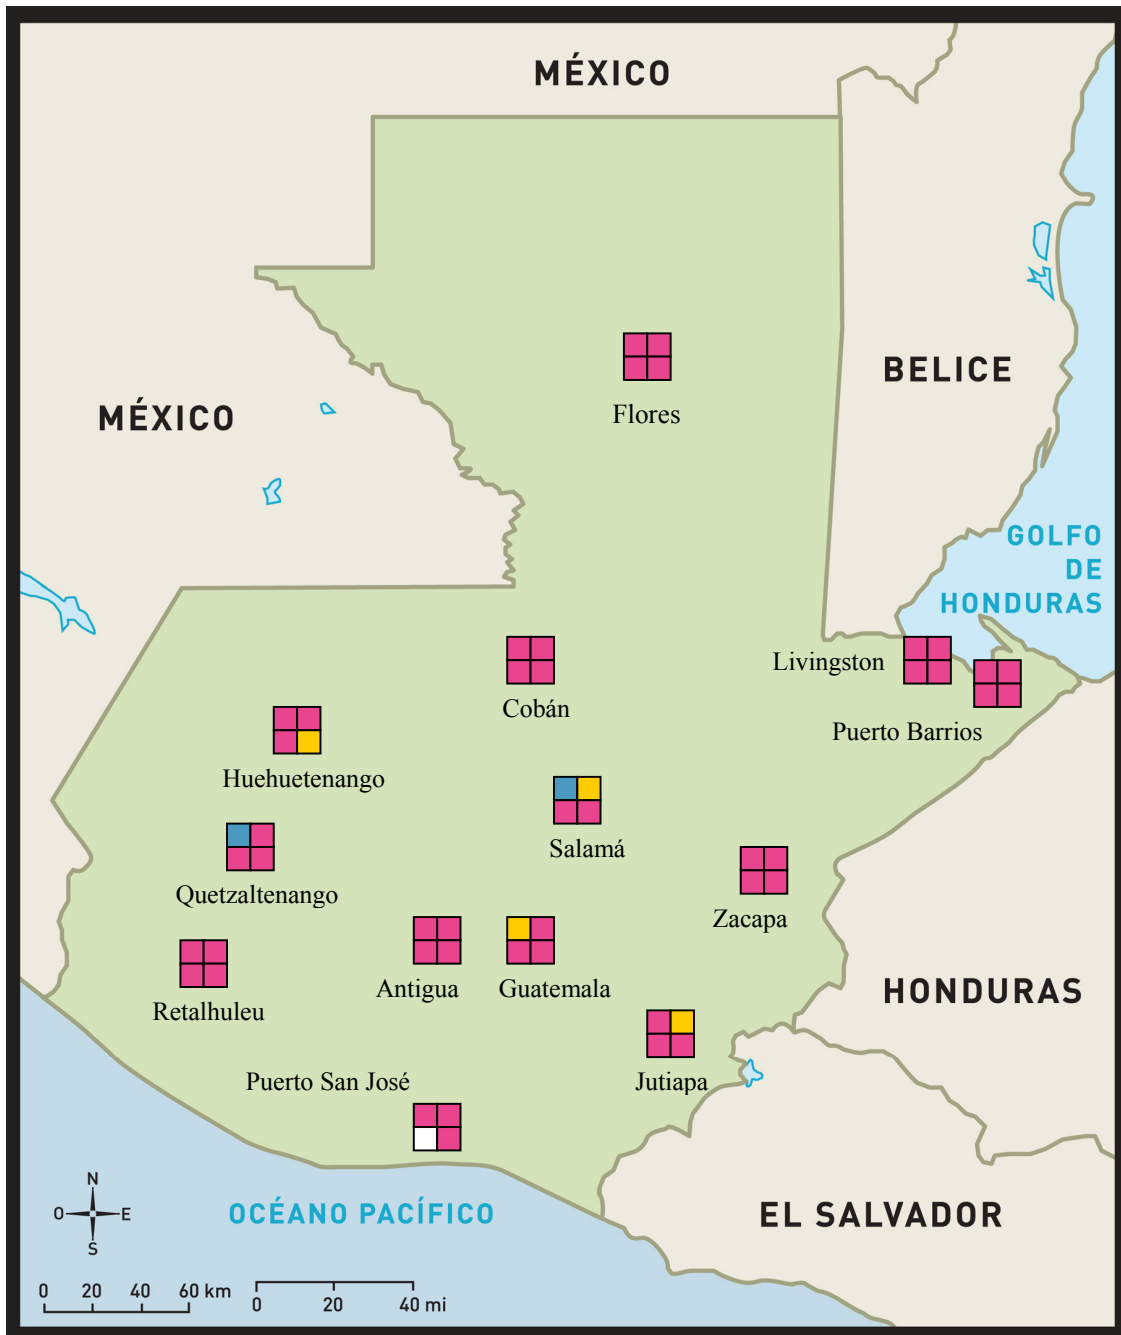 MÉXICO
Flores
BELICE
MÉXICO
GOLFO
DE
HONDURAS
Livingston
Cobán
Puerto Barrios
Huehuetenango
Salamá
Quetzaltenango
Zacapa
Antigua
Guatemala
HONDURAS
Retalhuleu
Puerto San José
Jutiapa
N
O E
S
OCÉANO PACÍFICO
EL SALVADOR
0 20 40 60 km
0 20 40 mi